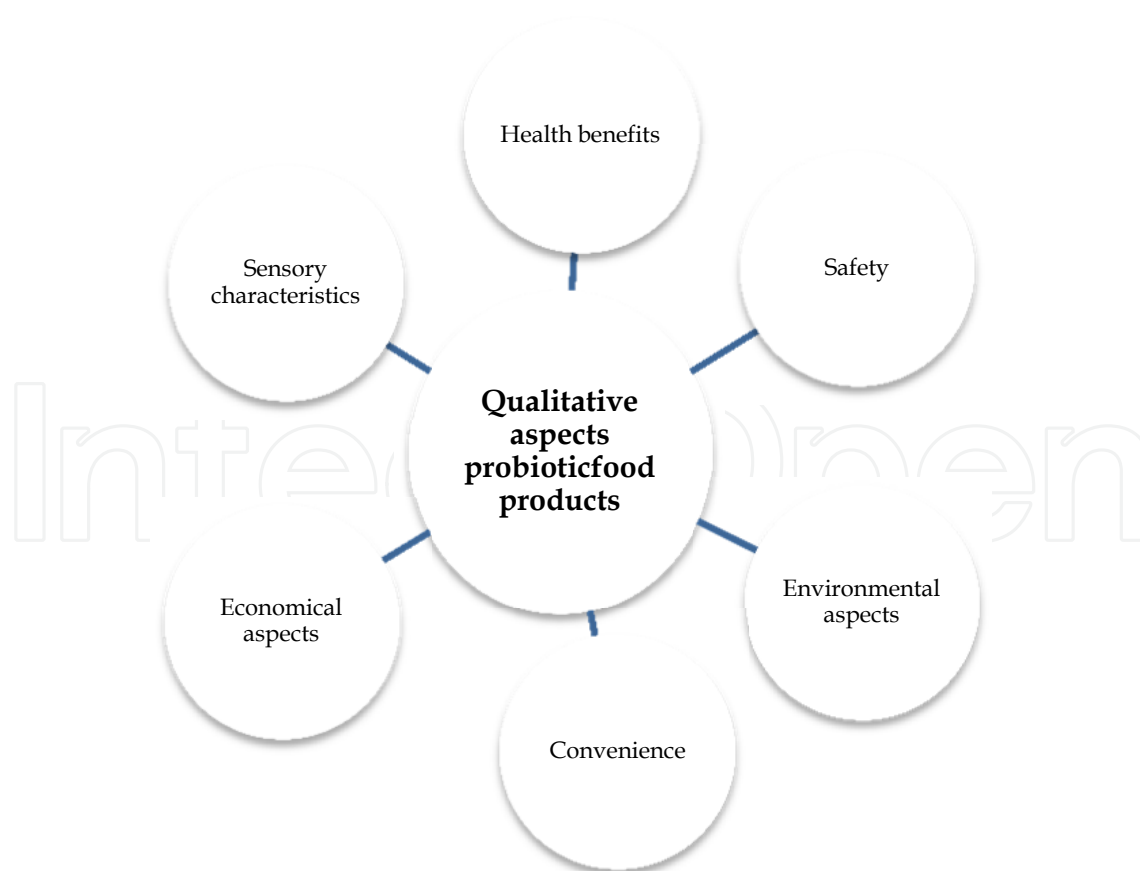 Health benefits
Sensory
characteristics
Safety
Qualitative
aspects
probioticfood
products
Economical
aspects
Environmental
aspects
Convenience